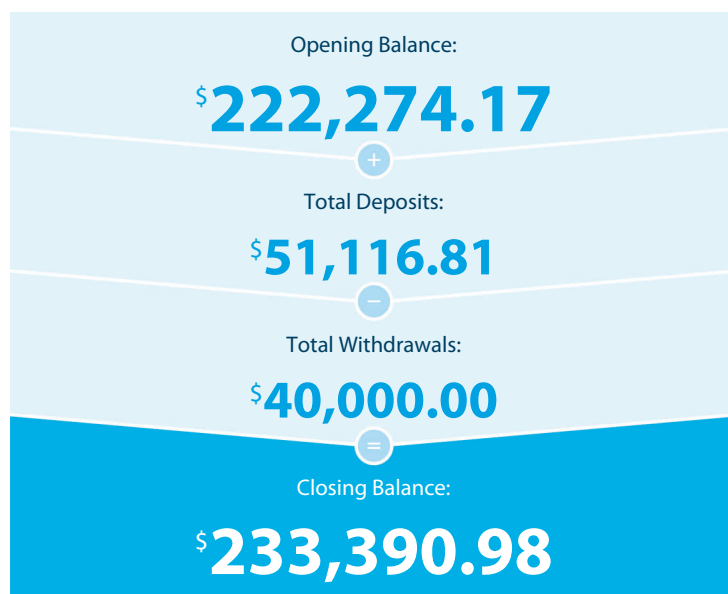 Opening Balance:
$222,274.17
+
Total Deposits:
$51,116.81
−
Total Withdrawals:
$40,000.00
=
Closing Balance:
$233,390.98